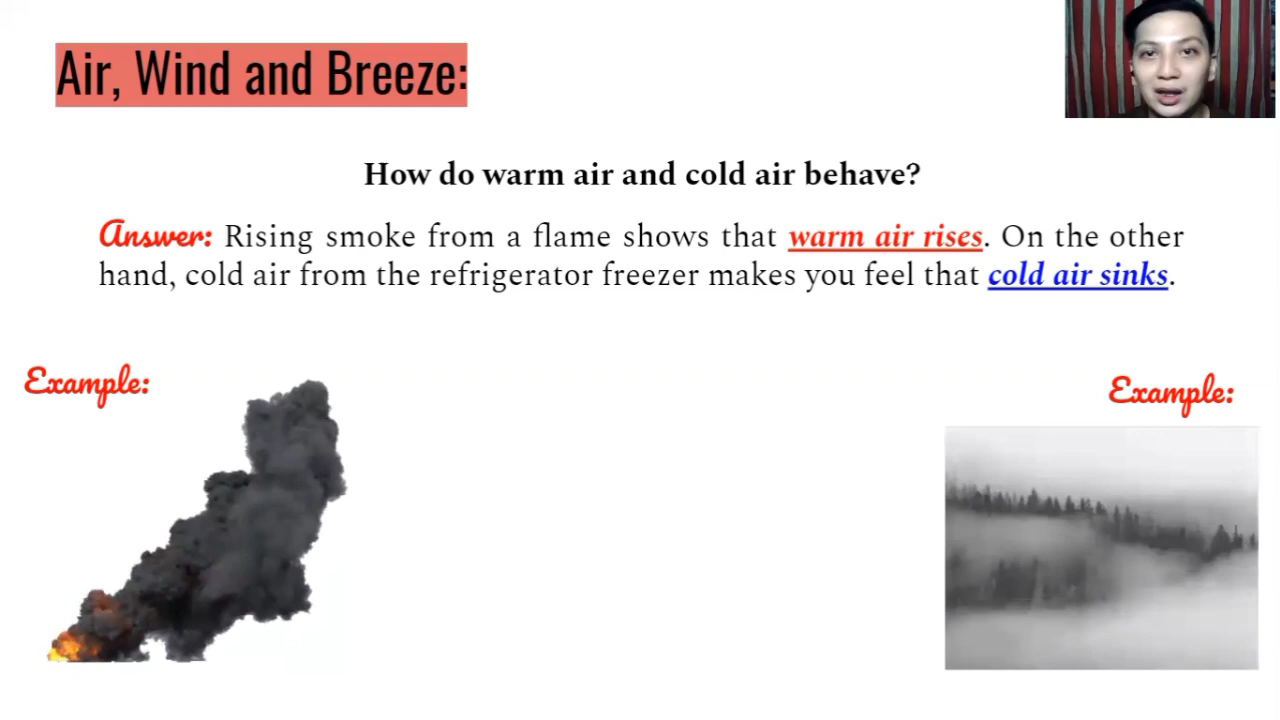 Air, Wind and Breeze:
How do warm air and cold air behave?
Answer: Rising smoke from a flame shows that warm air rises. On the other
hand, cold air from the refrigerator freezer makes you feel that cold air sinks.
Example:
Example: